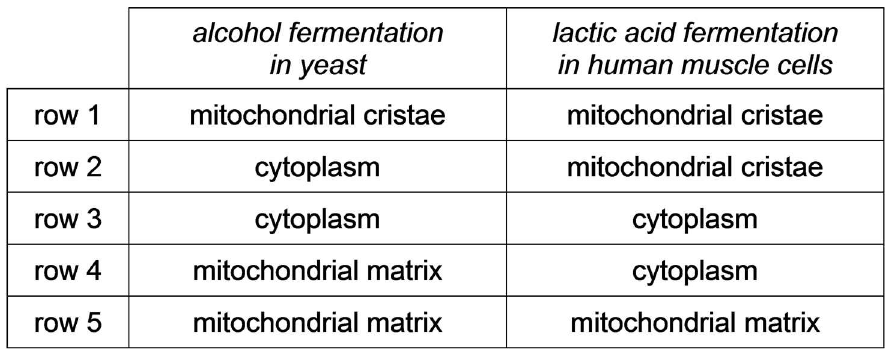 alcohol fermentation in yeast
lactic acid fermentation in human muscle cells
row 1 mitochondrial cristae mitochondrial cristae
row 2 cytoplasm mitochondrial cristae
row 3 cytoplasm cytoplasm
row 4 mitochondrial matrix cytoplasm
row 5 mitochondrial matrix mitochondrial matrix